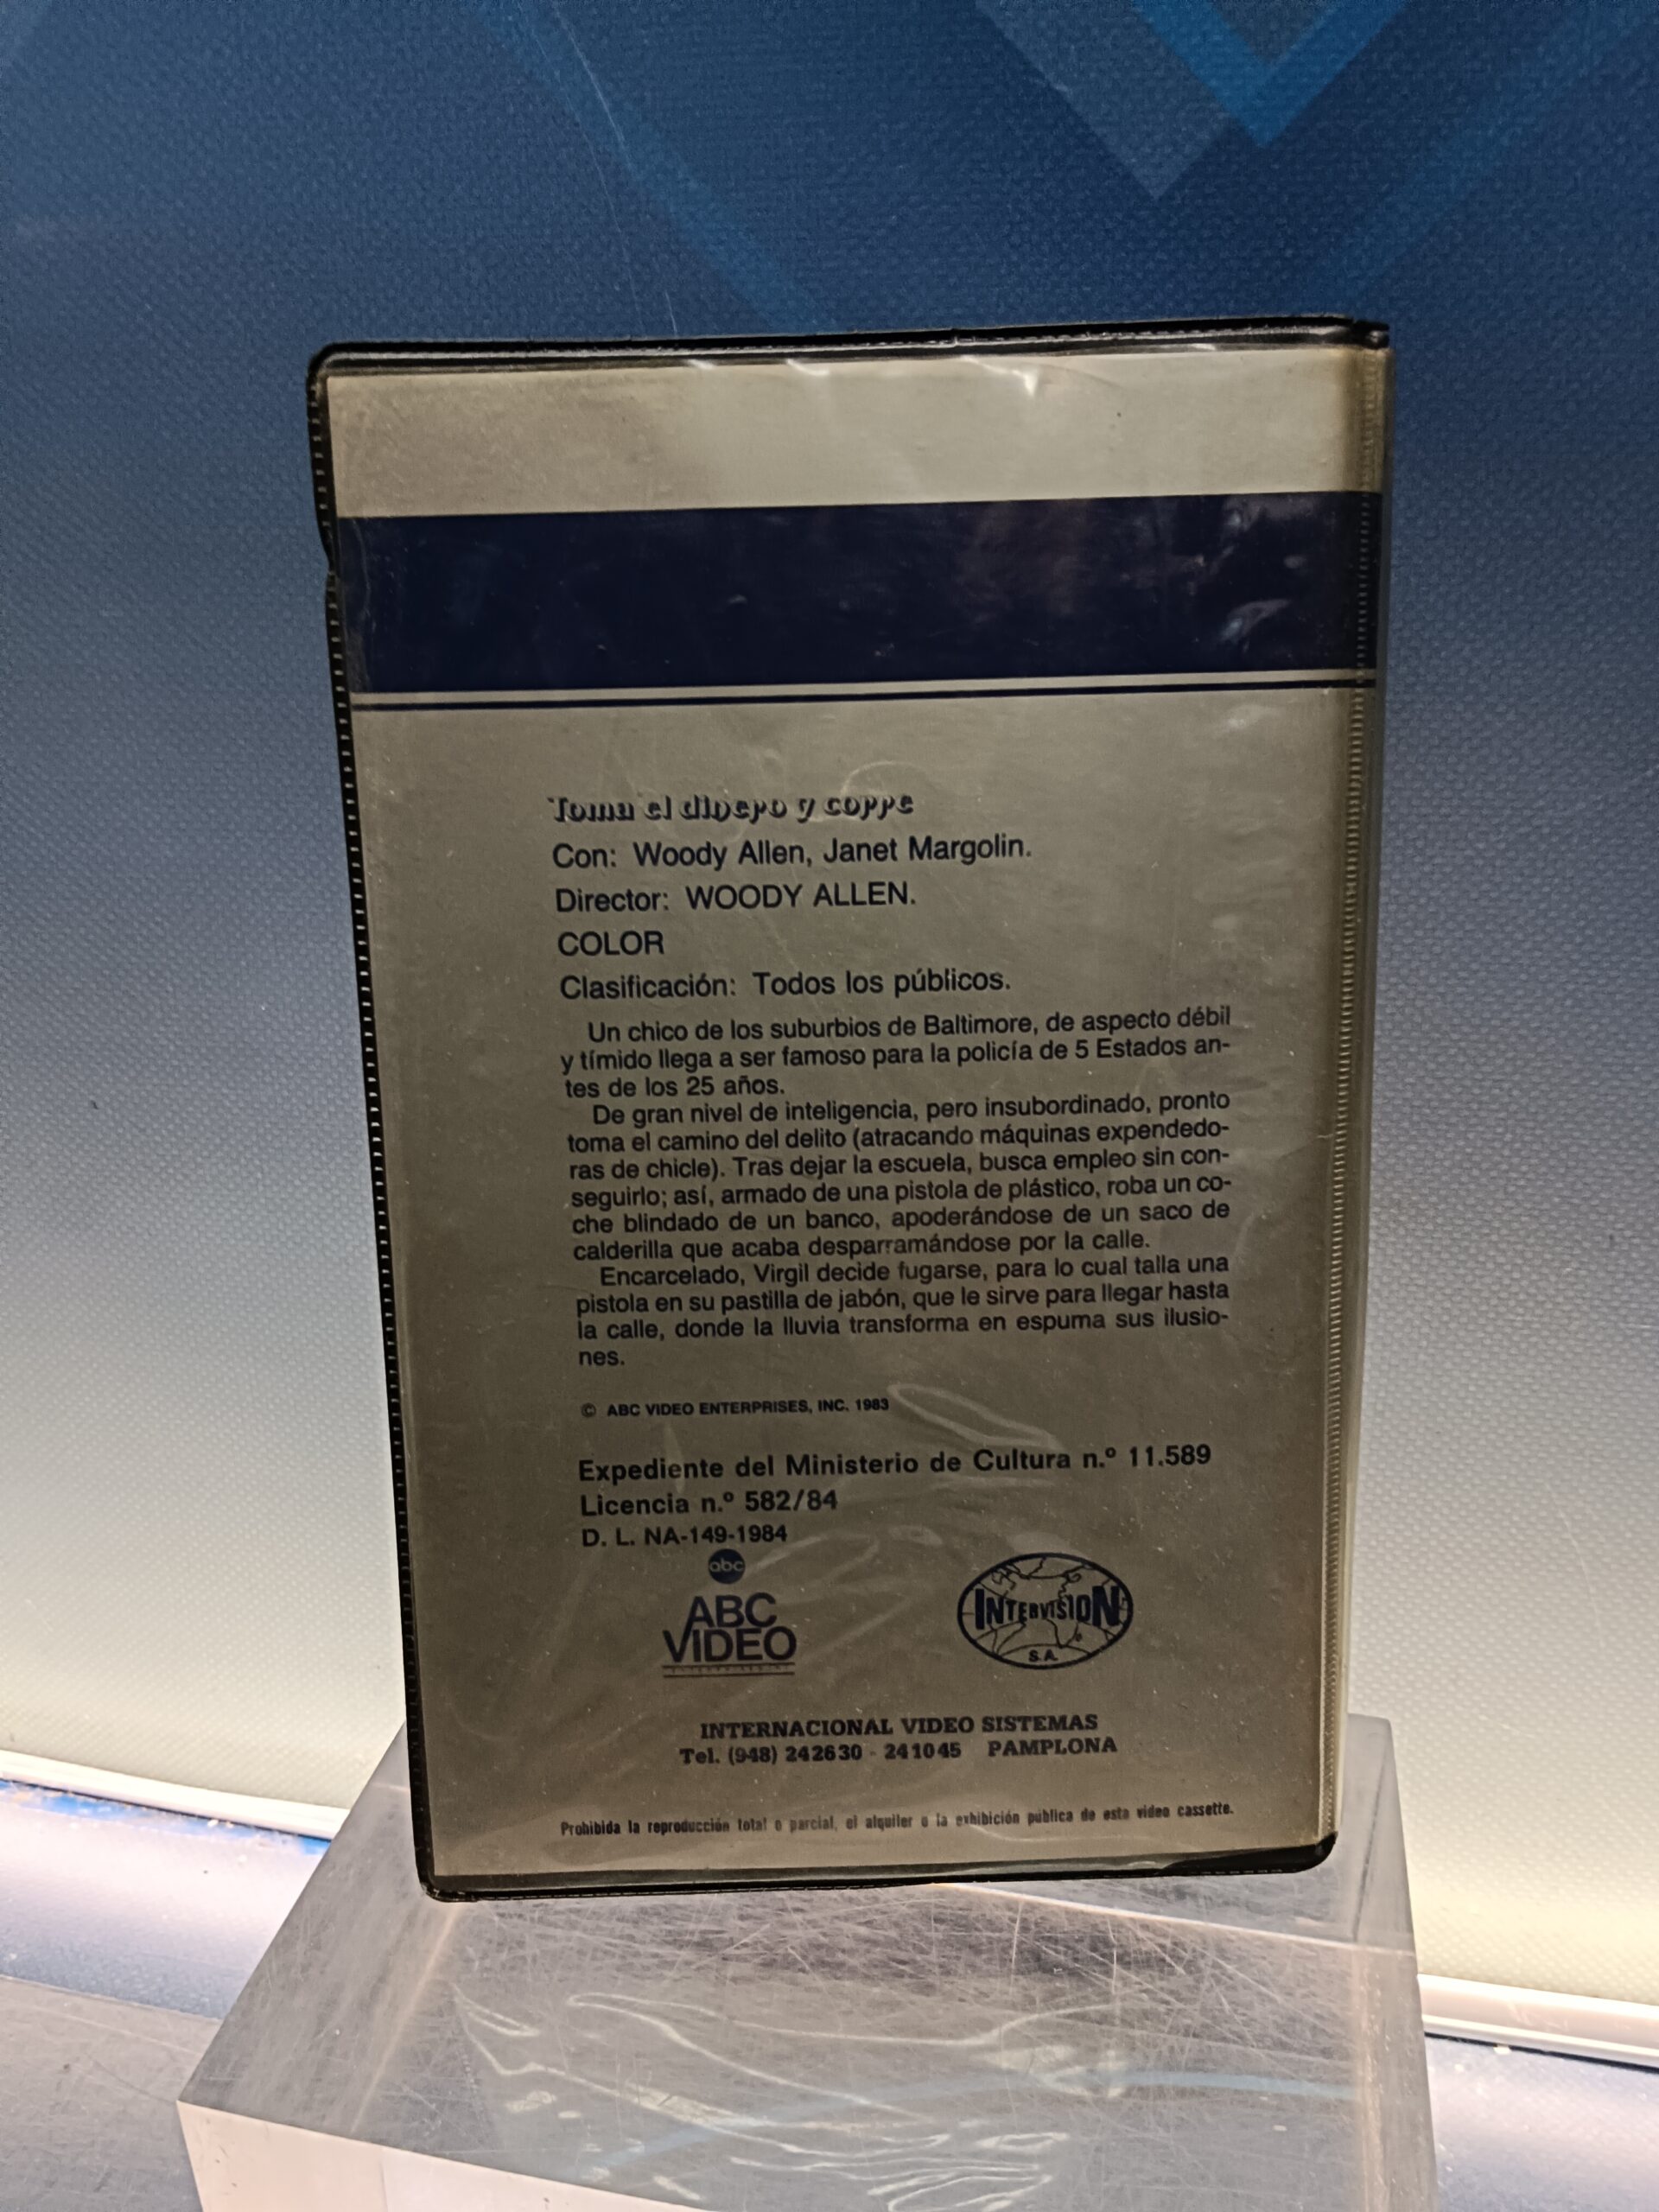 Toma el dinero y corre
Con: Woody Allen, Janet Margolin.
Director: WOODY ALLEN.
COLOR
Clasificación: Todos los públicos.
Un chico de los suburbios de Baltimore, de aspecto débil
y tímido llega a ser famoso para la policía de 5 Estados an-
tes de los 25 años.
De gran nivel de inteligencia, pero insubordinado, pronto
toma el camino del delito (atracando máquinas expendedo-
ras de chicle). Tras dejar la escuela, busca empleo sin con-
seguirlo; así, armado de una pistola de plástico, roba un co-
che blindado de un banco, apoderándose de un saco de
calderilla que acaba desparramándose por la calle.
Encarcelado, Virgil decide fugarse, para lo cual talla una
pistola en su pastilla de jabón, que le sirve para llegar hasta
la calle, donde la lluvia transforma en espuma sus ilusio-
nes.
© ABC VIDEO ENTERPRISES, INC. 1983
Expediente del Ministerio de Cultura n.º 11.589
Licencia n.º 582/84
D. L. NA-149-1984
abc
ABC
VIDEO
INTERVISION
S.A.
INTERNACIONAL VIDEO SISTEMAS
Tel. (948) 242630 - 241045 PAMPLONA
Prohibida la reproducción total o parcial, el alquiler o la exhibición pública de esta video cassette.